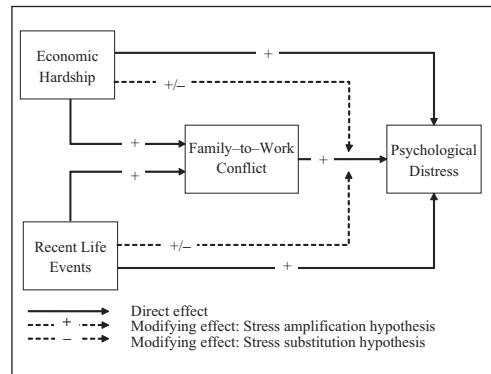 Economic
Hardship
+
+/–
+
Family–to–Work
Conflict
+
Psychological
Distress
+
Recent Life
Events
+/–
+
Direct effect
+ Modifying effect: Stress amplification hypothesis
– Modifying effect: Stress substitution hypothesis